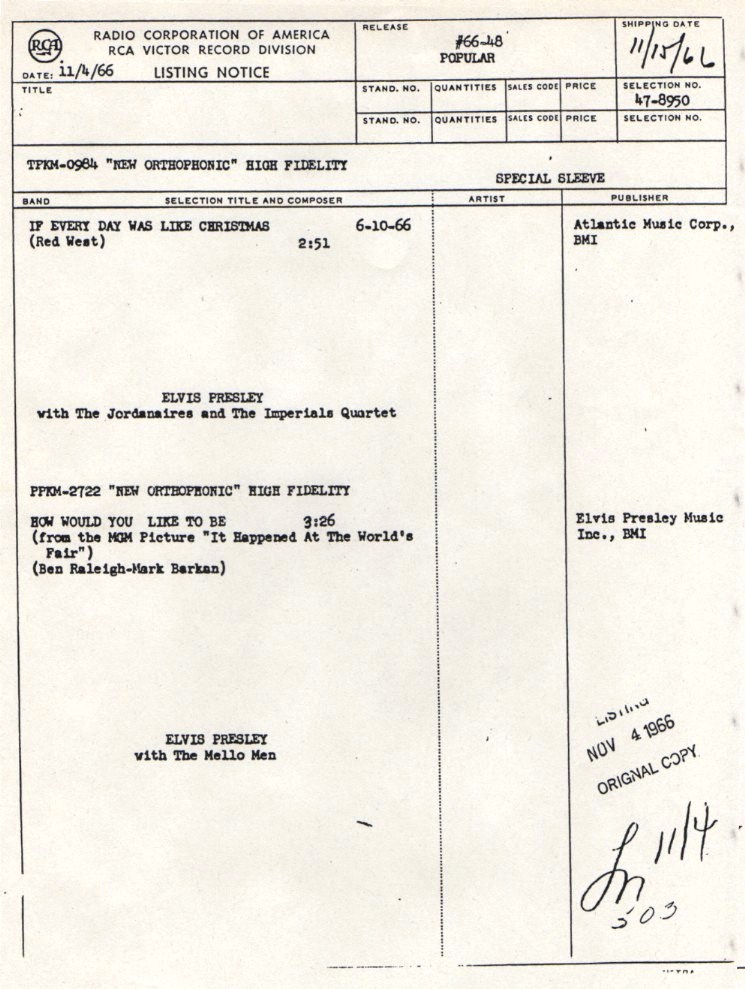 RCA
RADIO CORPORATION OF AMERICA
RCA VICTOR RECORD DIVISION
DATE: 11/4/66 LISTING NOTICE
RELEASE
#66-48
POPULAR
SHIPPING DATE
11/15/66
TITLE
STAND. NO. QUANTITIES SALES CODE PRICE SELECTION NO.
47-8950
STAND. NO. QUANTITIES SALES CODE PRICE SELECTION NO.
TPKM-0984 "NEW ORTHOPHONIC" HIGH FIDELITY
SPECIAL SLEEVE
BAND SELECTION TITLE AND COMPOSER ARTIST PUBLISHER
IF EVERY DAY WAS LIKE CHRISTMAS 6-10-66 Atlantic Music Corp.,
(Red West) 2:51 BMI
ELVIS PRESLEY
with The Jordanaires and The Imperials Quartet
PPKM-2722 "NEW ORTHOPHONIC" HIGH FIDELITY
HOW WOULD YOU LIKE TO BE 3:26 Elvis Presley Music
(from the MGM Picture "It Happened At The World's Inc., BMI
Fair")
(Ben Raleigh-Mark Barkan)
LISTING
NOV 4 1966
ORIGNAL COPY
ELVIS PRESLEY
with The Mello Men
11/4
503